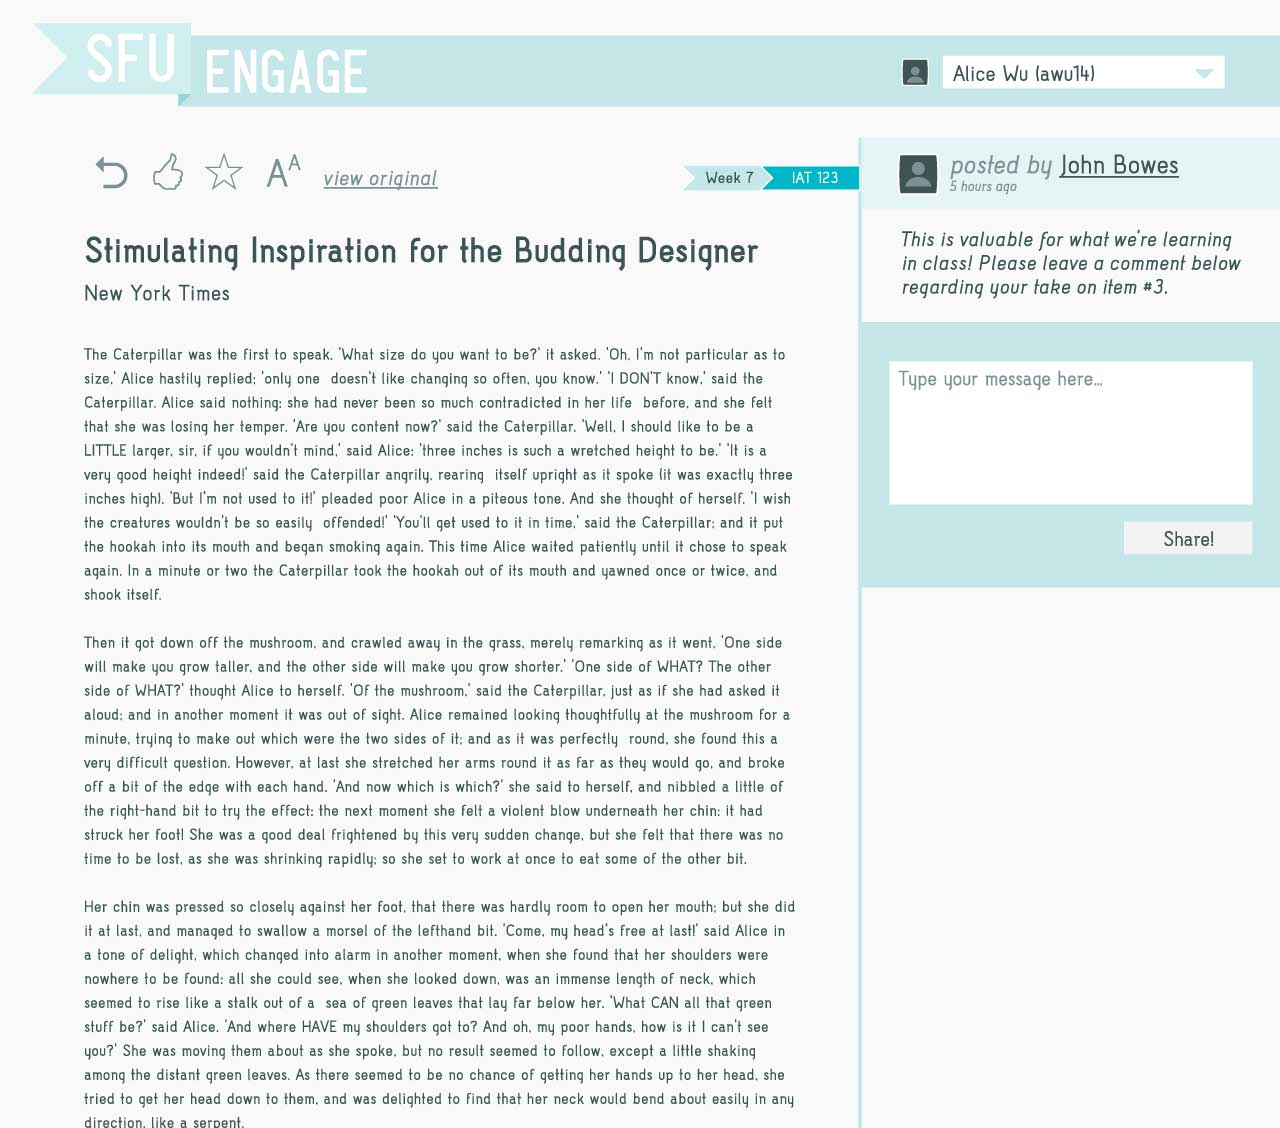 SFU ENGAGE
Alice Wu (awu14)
view original
Week 7
IAT 123
posted by John Bowes
5 hours ago
This is valuable for what we're learning
in class! Please leave a comment below
regarding your take on item #3.
Type your message here...
Share!
Stimulating Inspiration for the Budding Designer
New York Times
The Caterpillar was the first to speak. 'What size do you want to be?' it asked. 'Oh, I'm not particular as to
size,' Alice hastily replied; 'only one doesn't like changing so often, you know.' 'I DON'T know,' said the
Caterpillar. Alice said nothing: she had never been so much contradicted in her life before, and she felt
that she was losing her temper. 'Are you content now?' said the Caterpillar. 'Well, I should like to be a
LITTLE larger, sir, if you wouldn't mind,' said Alice: 'three inches is such a wretched height to be.' 'It is a
very good height indeed!' said the Caterpillar angrily, rearing itself upright as it spoke (it was exactly three
inches high). 'But I'm not used to it!' pleaded poor Alice in a piteous tone. And she thought of herself, 'I wish
the creatures wouldn't be so easily offended!' 'You'll get used to it in time,' said the Caterpillar; and it put
the hookah into its mouth and began smoking again. This time Alice waited patiently until it chose to speak
again. In a minute or two the Caterpillar took the hookah out of its mouth and yawned once or twice, and
shook itself.
Then it got down off the mushroom, and crawled away in the grass, merely remarking as it went, 'One side
will make you grow taller, and the other side will make you grow shorter.' 'One side of WHAT? The other
side of WHAT?' thought Alice to herself. 'Of the mushroom,' said the Caterpillar, just as if she had asked it
aloud; and in another moment it was out of sight. Alice remained looking thoughtfully at the mushroom for a
minute, trying to make out which were the two sides of it; and as it was perfectly round, she found this a
very difficult question. However, at last she stretched her arms round it as far as they would go, and broke
off a bit of the edge with each hand. 'And now which is which?' she said to herself, and nibbled a little of
the right-hand bit to try the effect: the next moment she felt a violent blow underneath her chin: it had
struck her foot! She was a good deal frightened by this very sudden change, but she felt that there was no
time to be lost, as she was shrinking rapidly; so she set to work at once to eat some of the other bit.
Her chin was pressed so closely against her foot, that there was hardly room to open her mouth; but she did
it at last, and managed to swallow a morsel of the lefthand bit. 'Come, my head's free at last!' said Alice in
a tone of delight, which changed into alarm in another moment, when she found that her shoulders were
nowhere to be found: all she could see, when she looked down, was an immense length of neck, which
seemed to rise like a stalk out of a sea of green leaves that lay far below her. 'What CAN all that green
stuff be?' said Alice. 'And where HAVE my shoulders got to? And oh, my poor hands, how is it I can't see
you?' She was moving them about as she spoke, but no result seemed to follow, except a little shaking
among the distant green leaves. As there seemed to be no chance of getting her hands up to her head, she
tried to get her head down to them, and was delighted to find that her neck would bend about easily in any
direction, like a serpent.